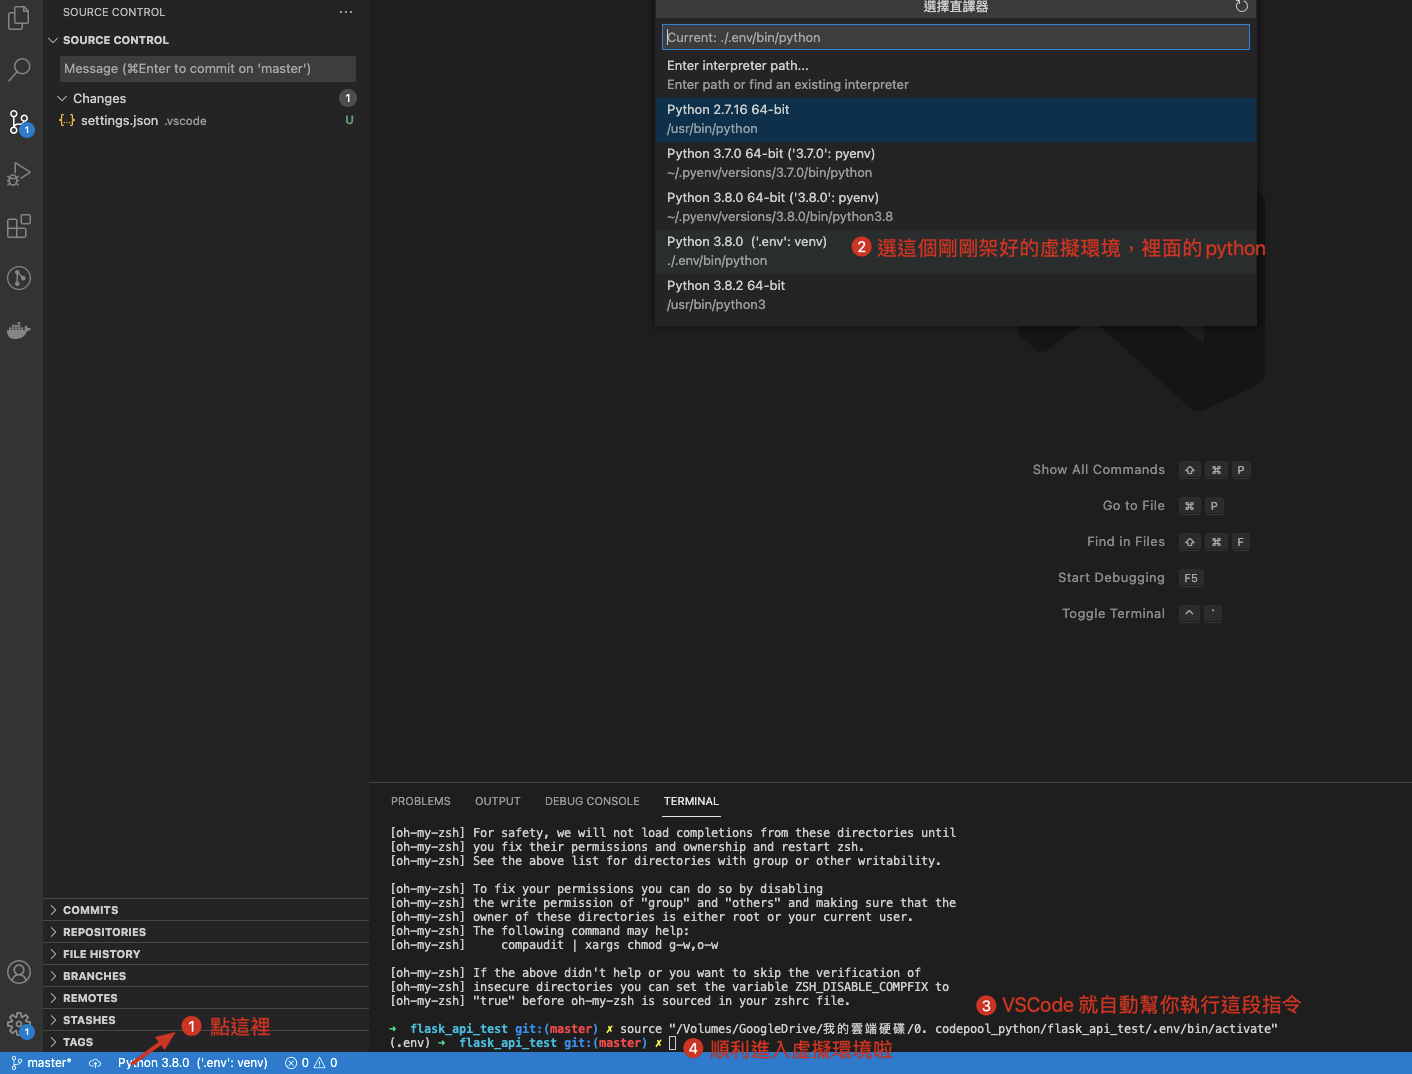 SOURCE CONTROL
SOURCE CONTROL
Message (⌘Enter to commit on 'master')
Changes 1
{..} settings.json .vscode U
1
選擇直譯器
Current: ./.env/bin/python
Enter interpreter path...
Enter path or find an existing interpreter
Python 2.7.16 64-bit
/usr/bin/python
Python 3.7.0 64-bit ('3.7.0': pyenv)
~/.pyenv/versions/3.7.0/bin/python
Python 3.8.0 64-bit ('3.8.0': pyenv)
~/.pyenv/versions/3.8.0/bin/python3.8
Python 3.8.0 ('.env': venv)
2 選這個剛剛架好的虛擬環境，裡面的 python
./.env/bin/python
Python 3.8.2 64-bit
/usr/bin/python3
Show All Commands ⇧ ⌘ P
Go to File ⌘ P
Find in Files ⇧ ⌘ F
Start Debugging F5
Toggle Terminal ^ `
PROBLEMS OUTPUT DEBUG CONSOLE TERMINAL
[oh-my-zsh] For safety, we will not load completions from these directories until
[oh-my-zsh] you fix their permissions and ownership and restart zsh.
[oh-my-zsh] See the above list for directories with group or other writability.
[oh-my-zsh] To fix your permissions you can do so by disabling
[oh-my-zsh] the write permission of "group" and "others" and making sure that the
[oh-my-zsh] owner of these directories is either root or your current user.
[oh-my-zsh] The following command may help:
[oh-my-zsh] compaudit | xargs chmod g-w,o-w
[oh-my-zsh] If the above didn't help or you want to skip the verification of
[oh-my-zsh] insecure directories you can set the variable ZSH_DISABLE_COMPFIX to
[oh-my-zsh] "true" before oh-my-zsh is sourced in your zshrc file.
3 VSCode 就自動幫你執行這段指令
➜ flask_api_test git:(master) ✗ source "/Volumes/GoogleDrive/我的雲端硬碟/0. codepool_python/flask_api_test/.env/bin/activate"
(.env) ➜ flask_api_test git:(master) ✗
4 順利進入虛擬環境啦
COMMITS
REPOSITORIES
FILE HISTORY
BRANCHES
REMOTES
STASHES
1 點這裡
TAGS
1
master* Python 3.8.0 ('.env': venv) 0 0